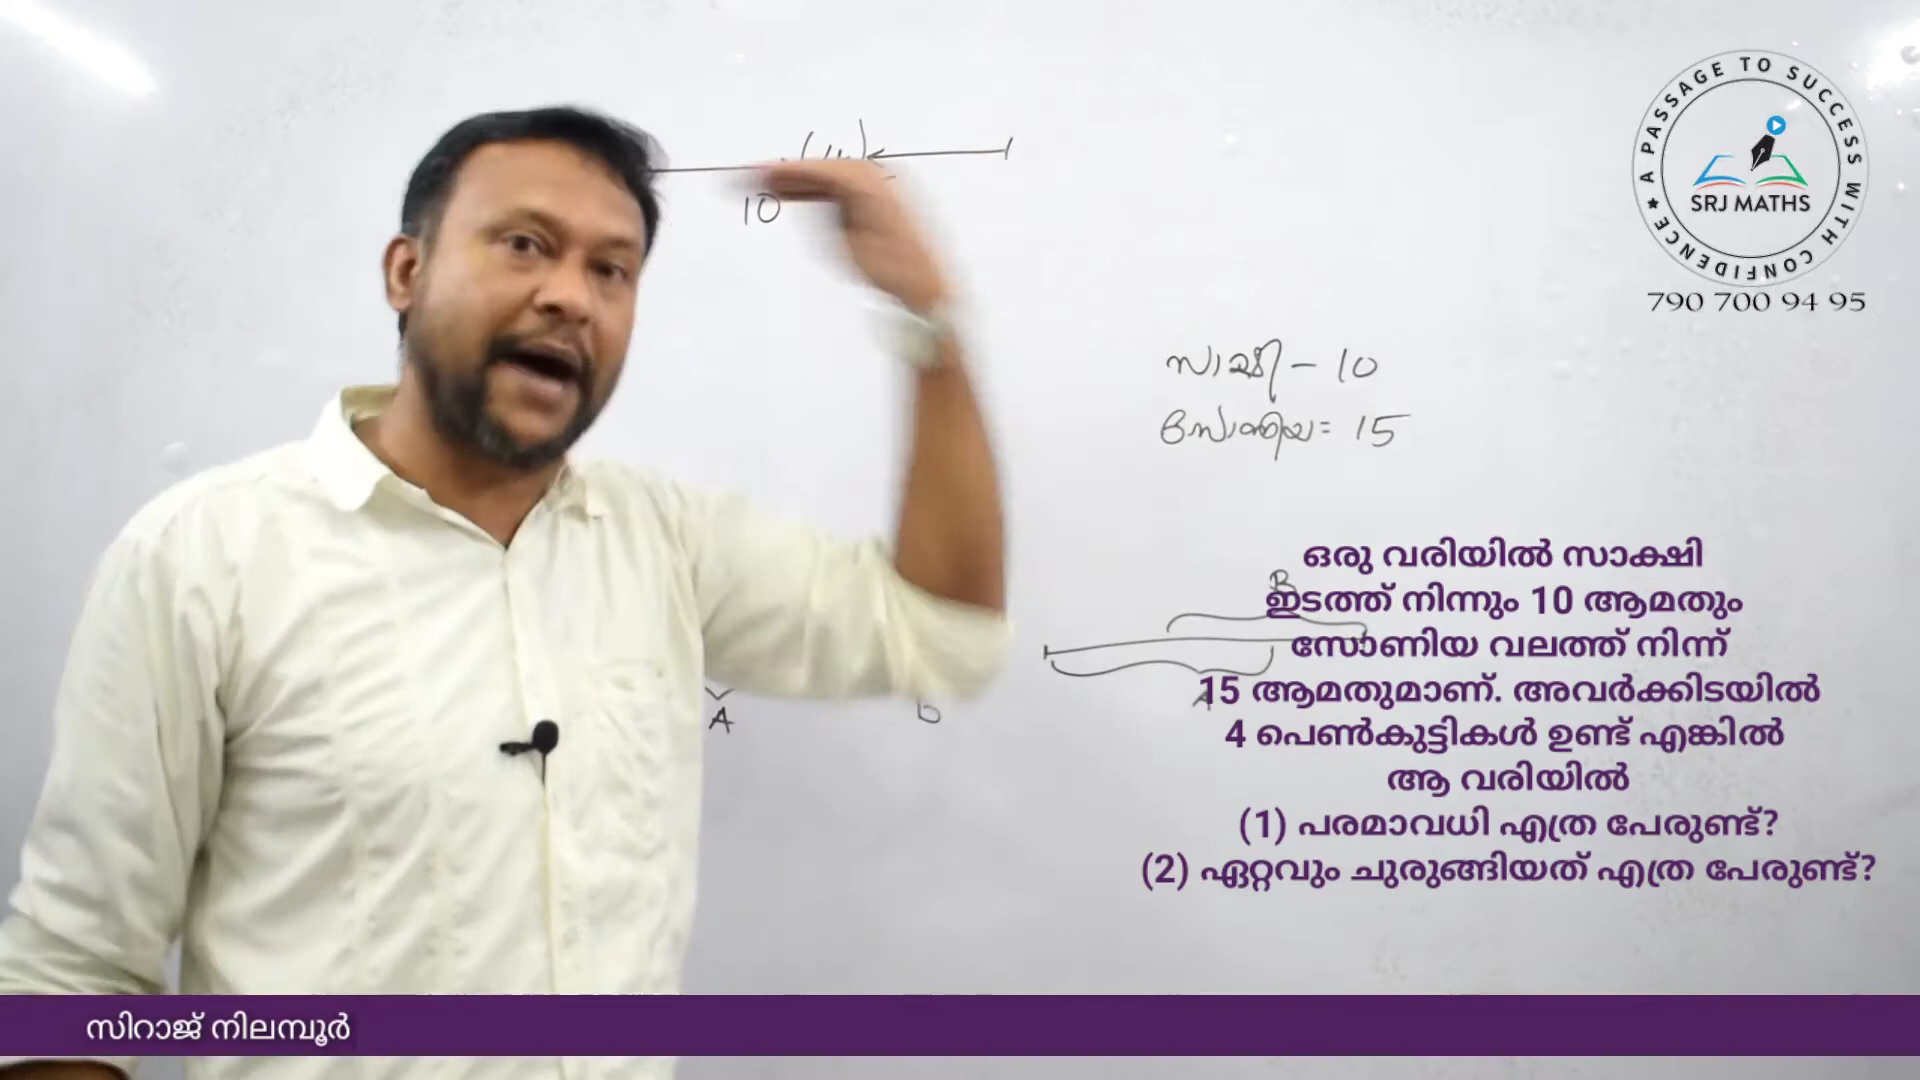 A PASSAGE TO SUCCESS WITH CONFIDENCE
SRJ MATHS
790 700 94 95
10
സാക്ഷി - 10
സോണിയ = 15
B
A
A
ഒരു വരിയിൽ സാക്ഷി
ഇടത്ത് നിന്നും 10 ആമതും
സോണിയ വലത്ത് നിന്ന്
15 ആമതുമാണ്. അവർക്കിടയിൽ
4 പെൺകുട്ടികൾ ഉണ്ട് എങ്കിൽ
ആ വരിയിൽ
(1) പരമാവധി എത്ര പേരുണ്ട്?
(2) ഏറ്റവും ചുരുങ്ങിയത് എത്ര പേരുണ്ട്?
സിറാജ് നിലമ്പൂർ